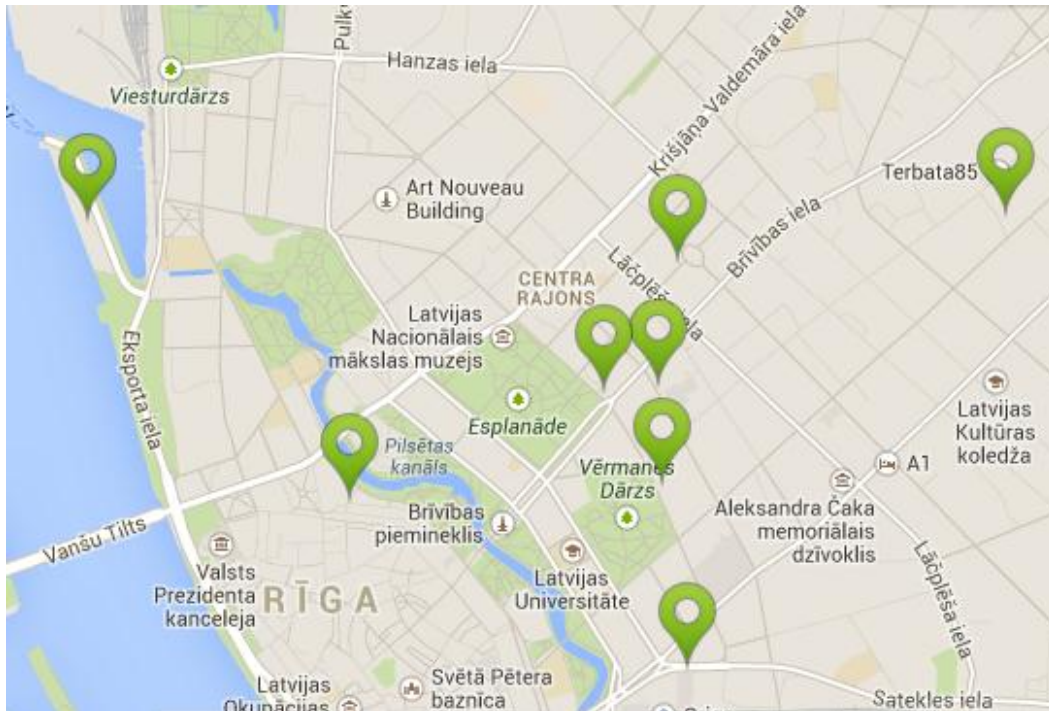 Hanzas iela
Viesturdārzs
Krišjāņa Valdemāra iela
Terbata85
Art Nouveau
Building
Brīvības iela
Lāčplēša iela
CENTRA
RAJONS
Latvijas
Nacionālais
mākslas muzejs
Eksporta iela
Esplanāde
Latvijas
Kultūras
koledža
Pilsētas
kanāls
Vērmanes
Dārzs
A1
Brīvības
piemineklis
Aleksandra Čaka
memoriālais
dzīvoklis
Vanšu Tilts
Valsts
Prezidenta
kanceleja
RĪGA
Latvijas
Universitāte
Lāčplēša iela
Svētā Pētera
baznīca
Latvijas
Satekles iela